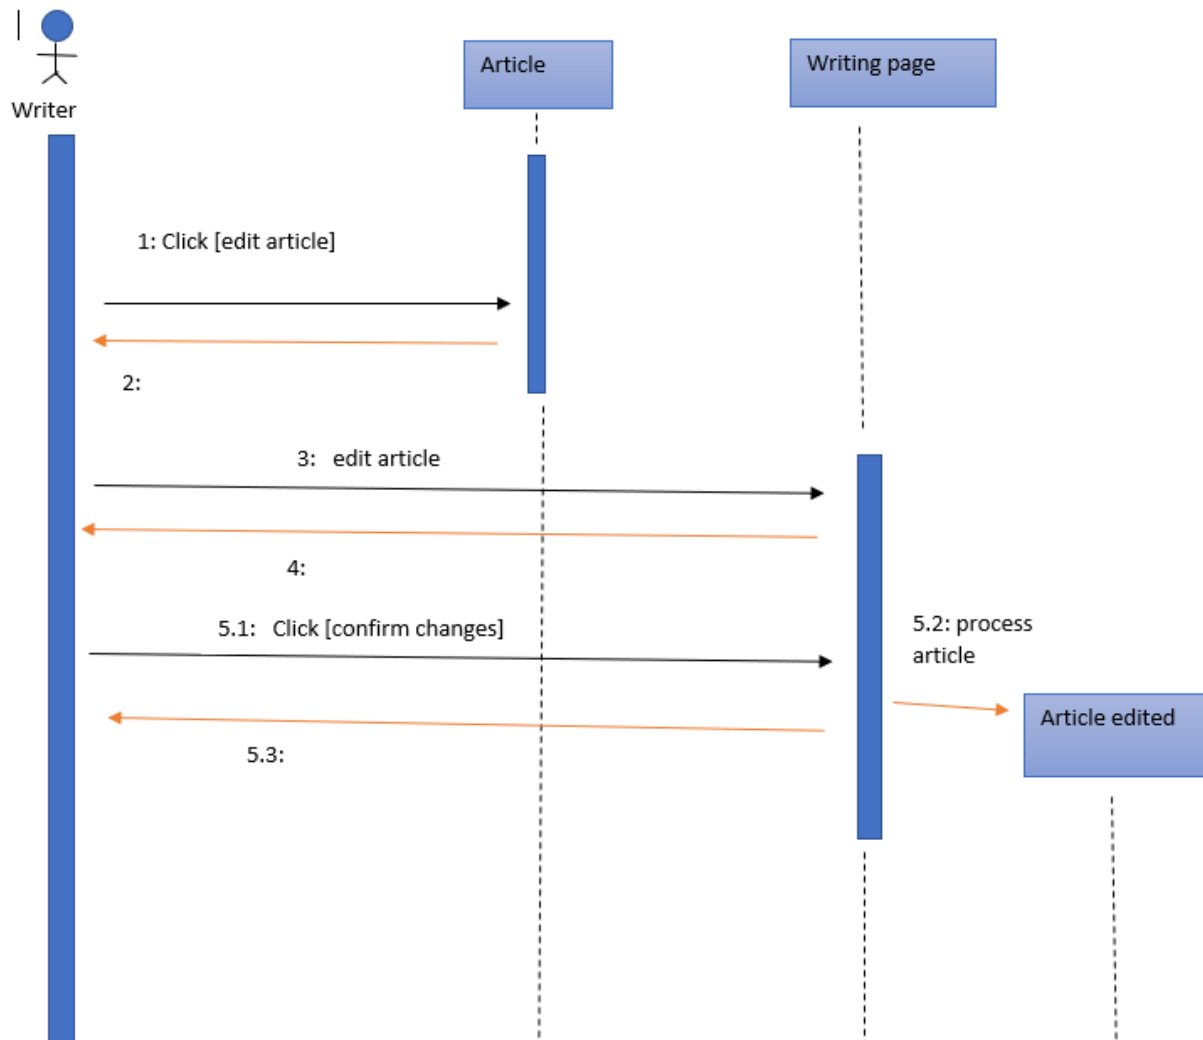 Writer
Article
Writing page
1: Click [edit article]
2:
3:   edit article
4:
5.1:   Click [confirm changes]
5.2: process
article
Article edited
5.3: